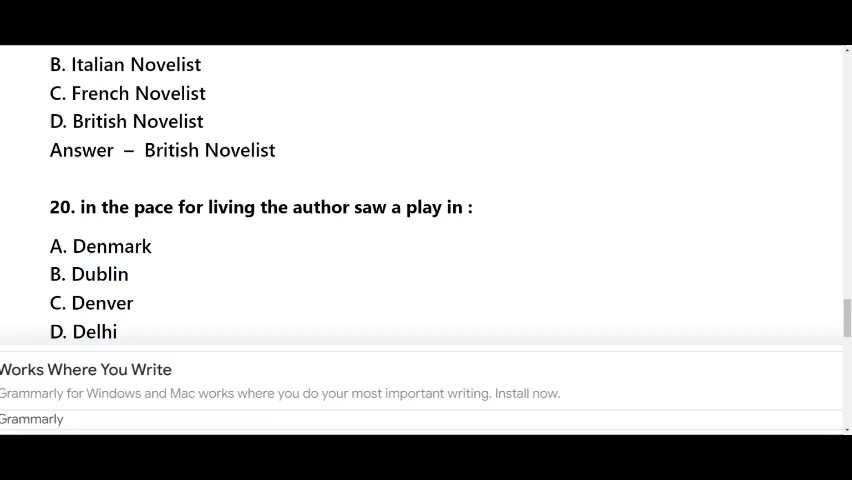 B. Italian Novelist
C. French Novelist
D. British Novelist
Answer – British Novelist
20. in the pace for living the author saw a play in :
A. Denmark
B. Dublin
C. Denver
D. Delhi
Works Where You Write
Grammarly for Windows and Mac works where you do your most important writing. Install now.
Grammarly